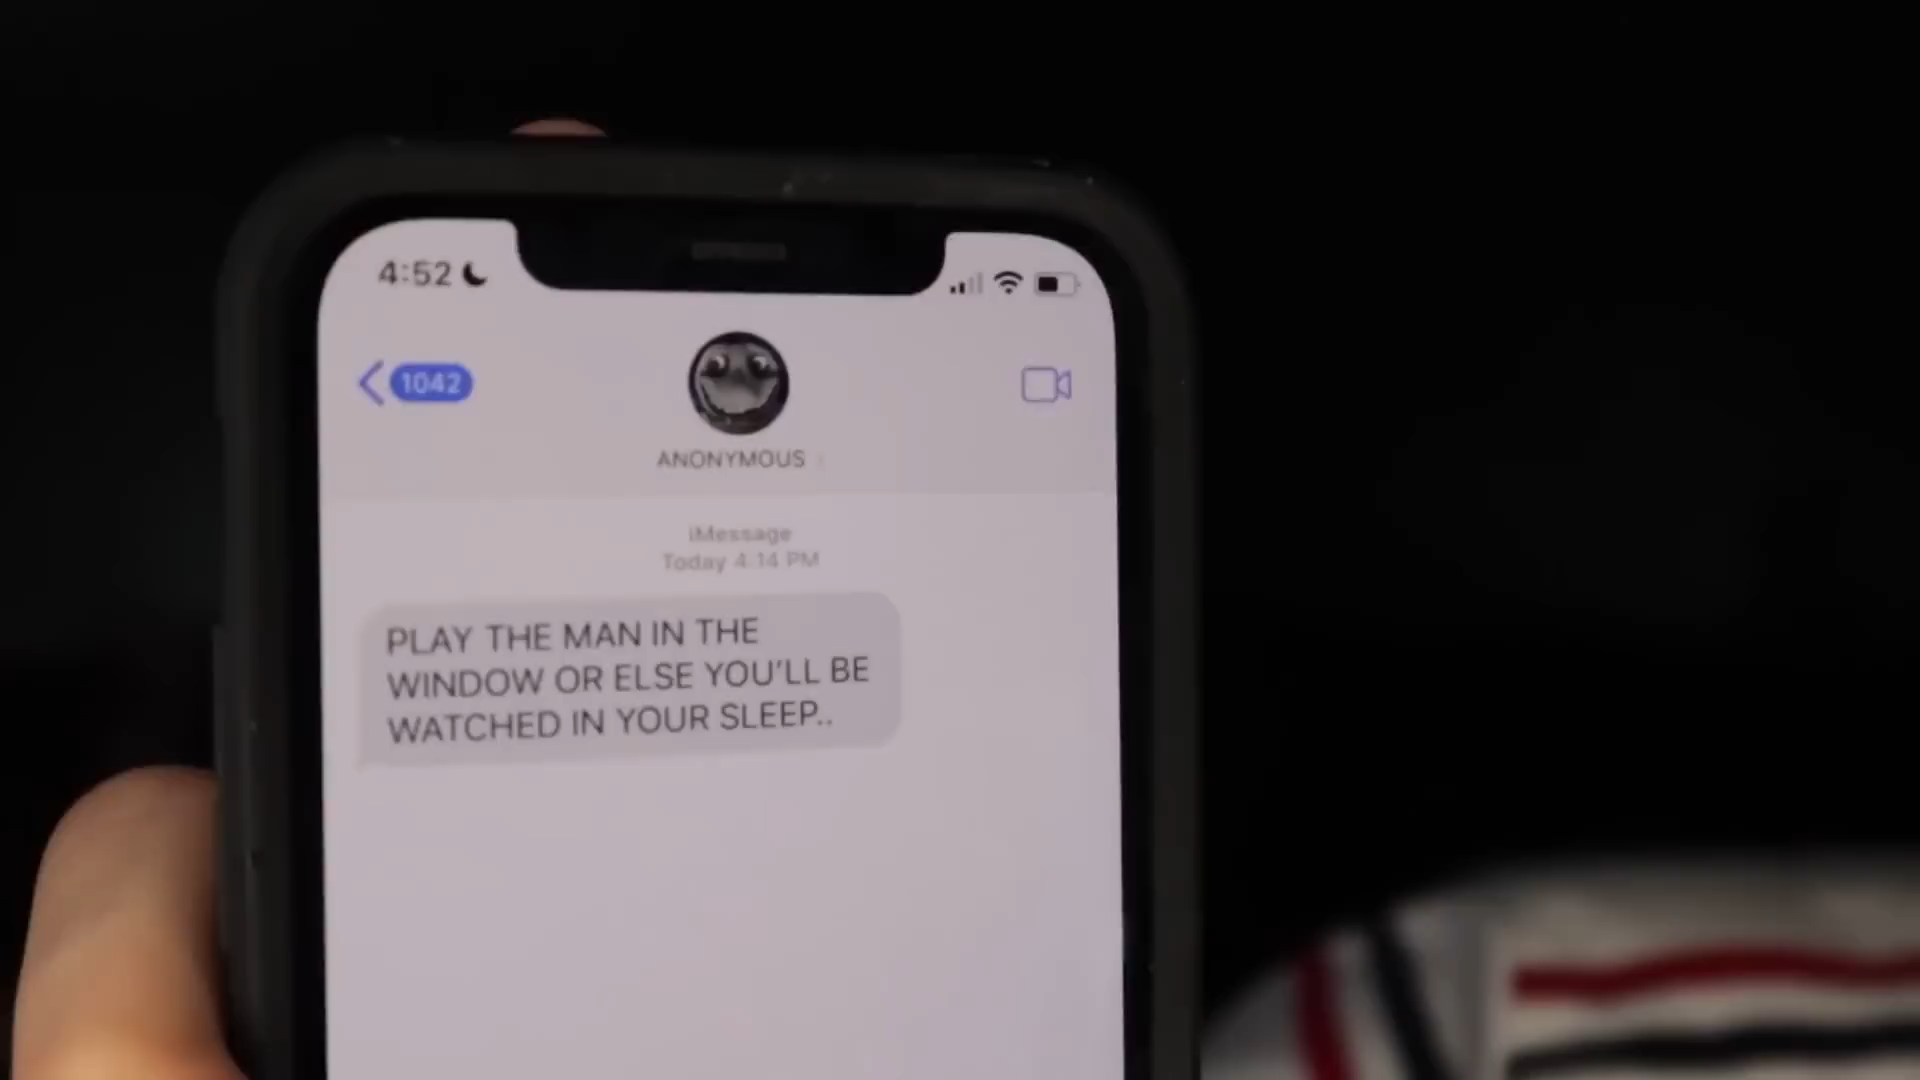 4:52
1042
ANONYMOUS
iMessage
Today 4:14 PM
PLAY THE MAN IN THE
WINDOW OR ELSE YOU'LL BE
WATCHED IN YOUR SLEEP..